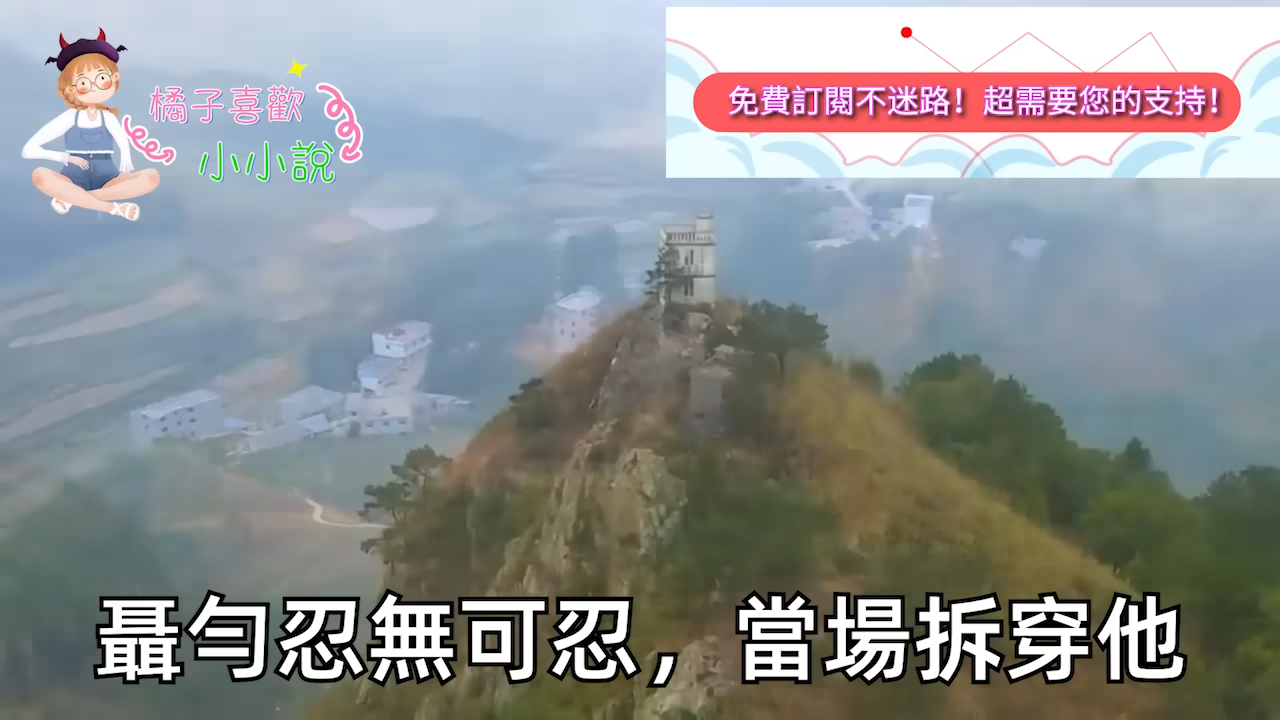 橘子喜歡
小小說
免費訂閱不迷路！超需要您的支持！
聶勻忍無可忍，當場拆穿他